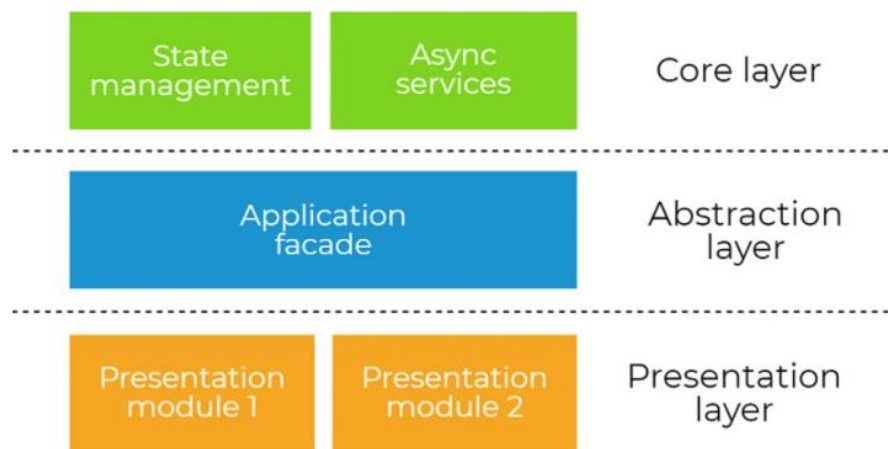 State
management
Async
services
Core layer
Application
facade
Abstraction
layer
Presentation
module 1
Presentation
module 2
Presentation
layer